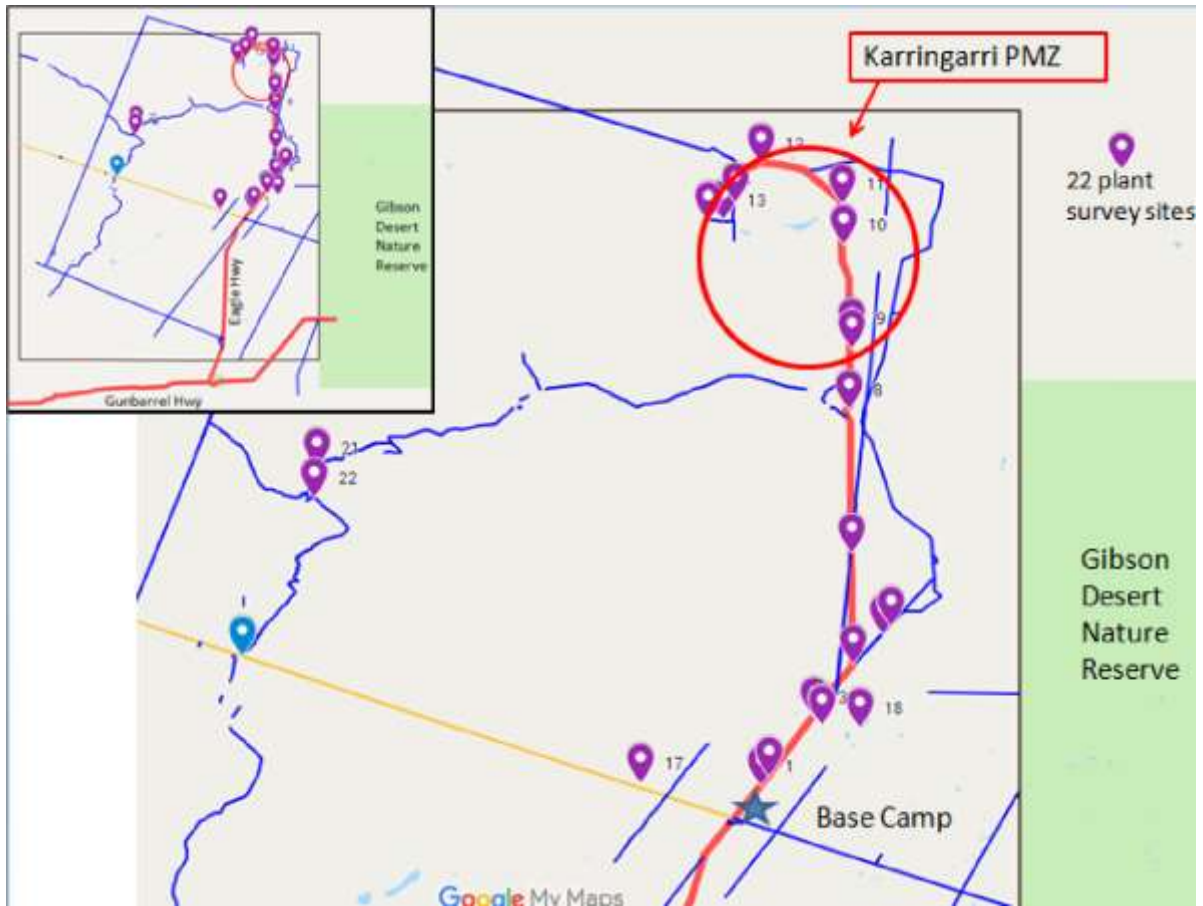 Gibson
Desert
Nature
Reserve
Eagle Hwy
Gunbarrel Hwy
Karringarri PMZ
22 plant
survey sites
12
11
13
10
9
8
21
22
3
18
17
1
Gibson
Desert
Nature
Reserve
Base Camp
Google My Maps